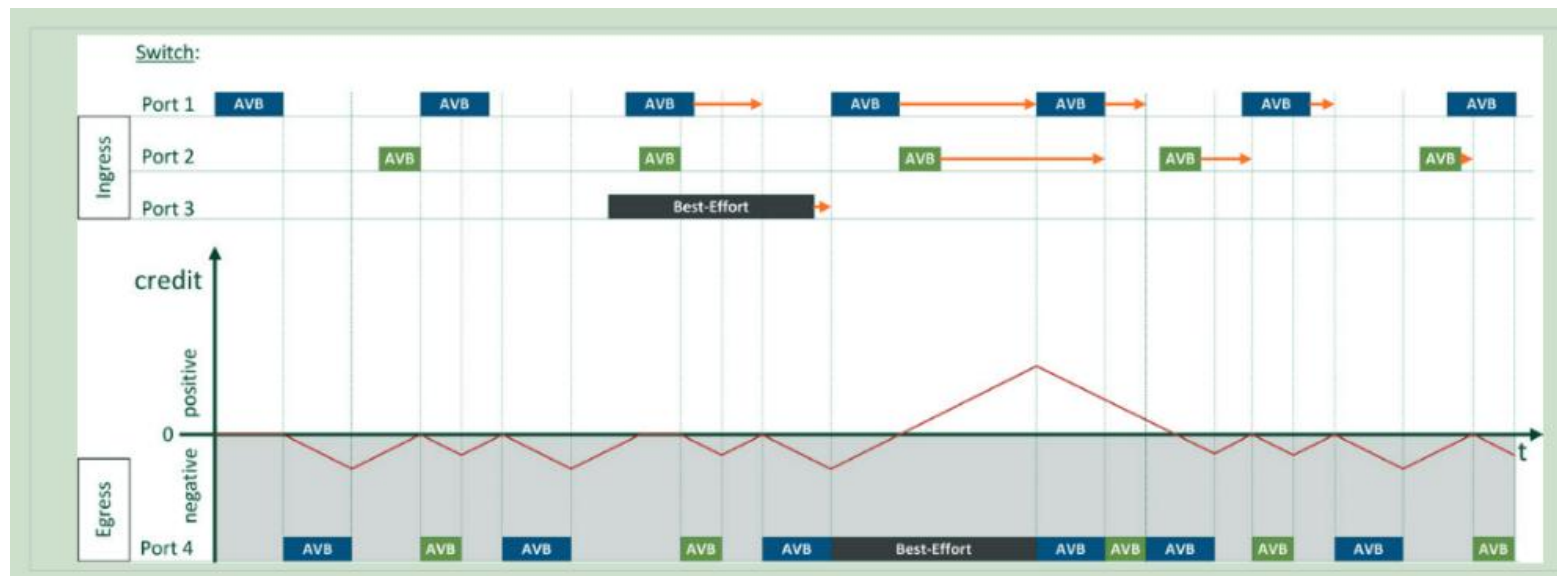 Switch:
Port 1 AVB AVB AVB AVB AVB AVB AVB
Ingress
Port 2 AVB AVB AVB AVB AVB
Port 3 Best-Effort
credit
positive
0
negative
t
Egress
Port 4 AVB AVB AVB AVB AVB Best-Effort AVB AVB AVB AVB AVB AVB